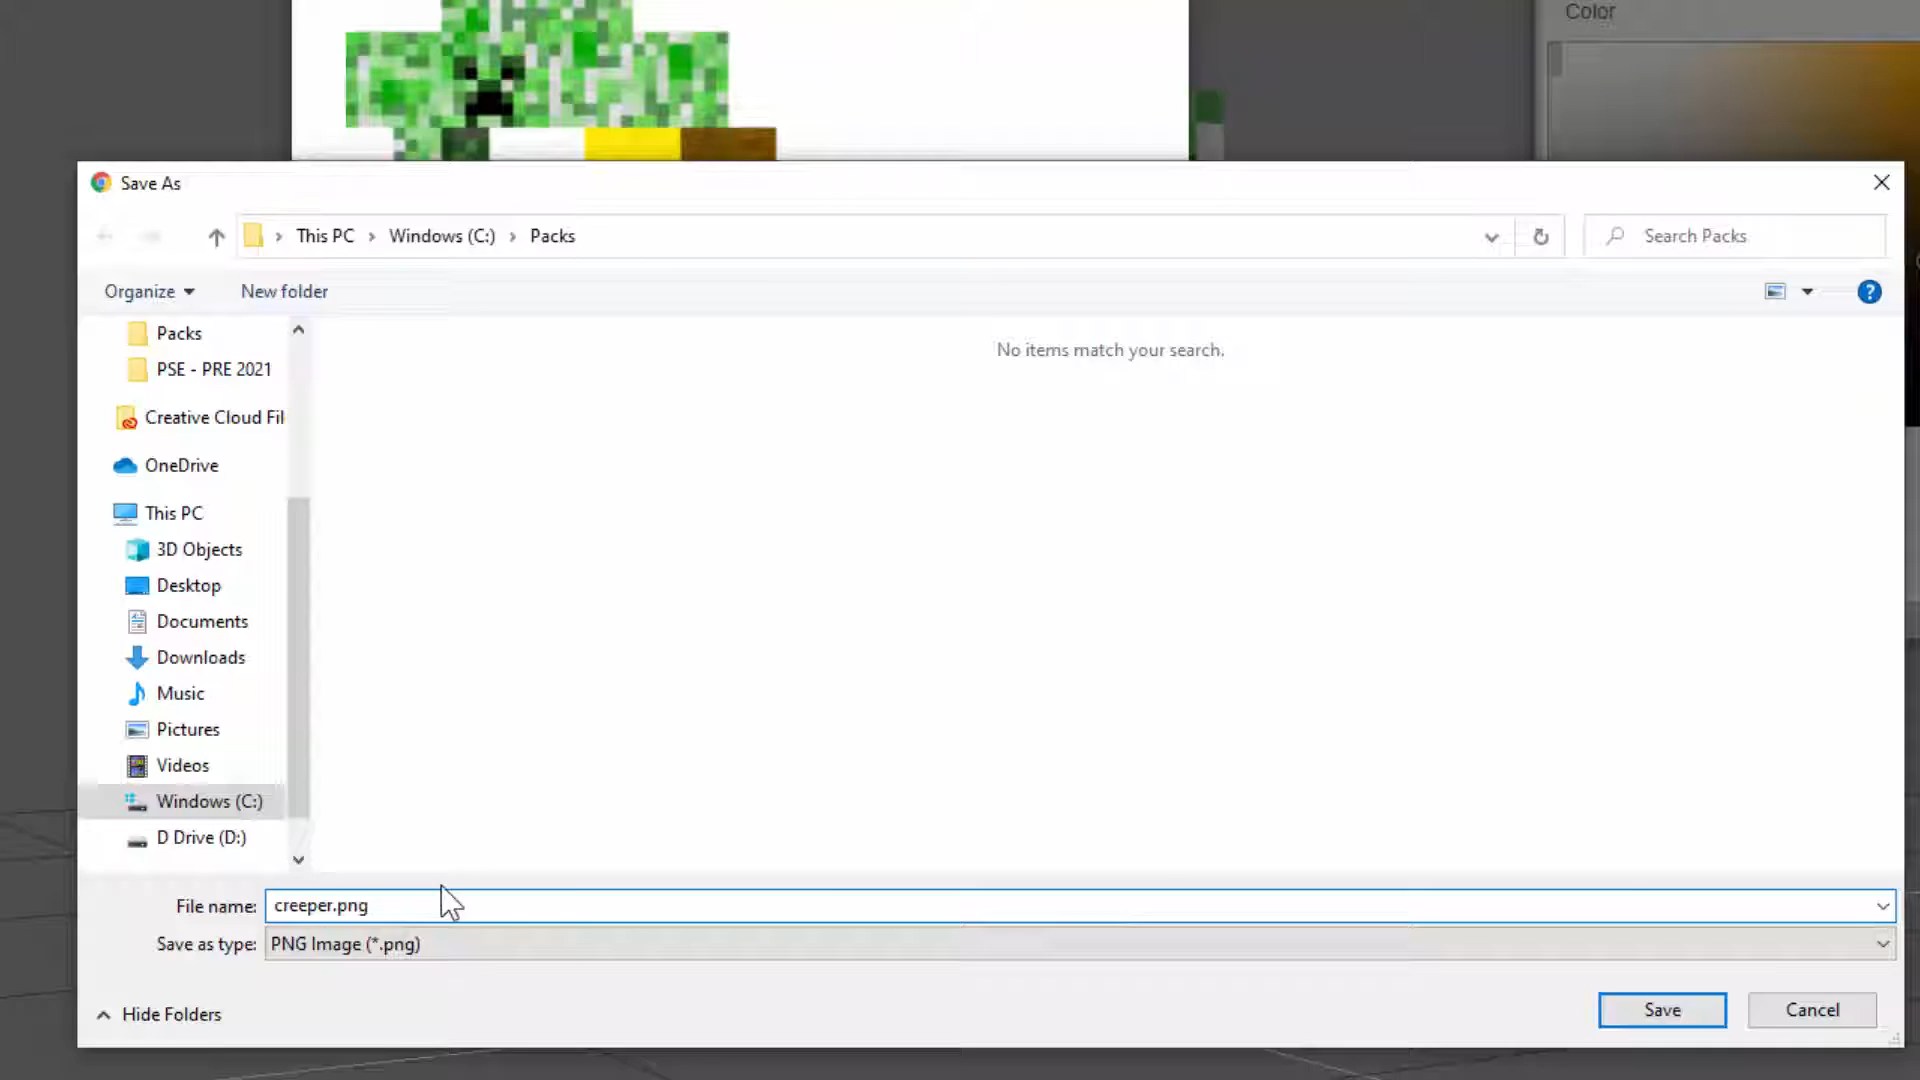 Color
Save As
This PC > Windows (C:) > Packs
Search Packs
Organize
New folder
?
Packs
No items match your search.
PSE - PRE 2021
Creative Cloud Fil
OneDrive
This PC
3D Objects
Desktop
Documents
Downloads
Music
Pictures
Videos
Windows (C:)
D Drive (D:)
File name: creeper.png
Save as type: PNG Image (*.png)
Hide Folders
Save
Cancel